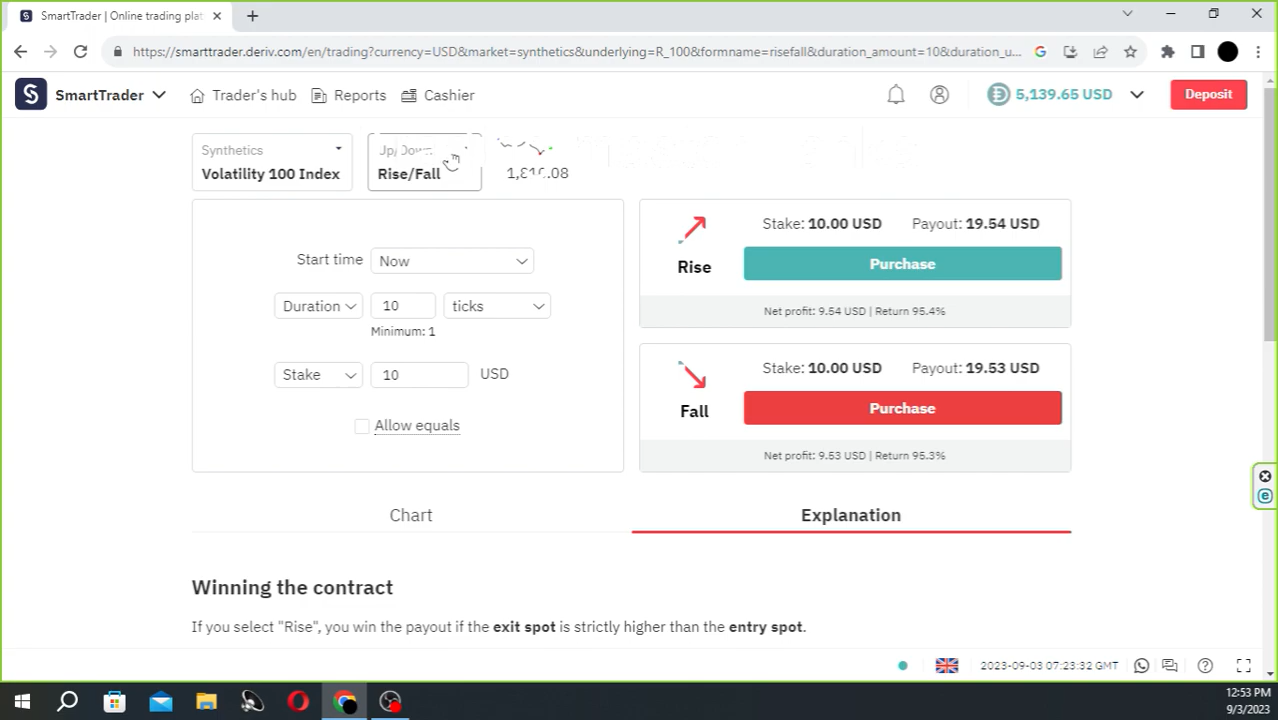 SmartTrader | Online trading plat
https://smarttrader.deriv.com/en/trading?currency=USD&market=synthetics&underlying=R_100&formname=risefall&duration_amount=10&duration_u...
SmartTrader Trader's hub Reports Cashier 5,139.65 USD Deposit
Synthetics
Volatility 100 Index Rise/Fall
Start time Now
Duration 10 ticks
Minimum: 1
Stake 10 USD
Allow equals
Stake: 10.00 USD Payout: 19.54 USD
Rise Purchase
Net profit: 9.54 USD | Return 95.4%
Stake: 10.00 USD Payout: 19.53 USD
Fall Purchase
Net profit: 9.53 USD | Return 95.3%
Chart Explanation
Winning the contract
If you select "Rise", you win the payout if the exit spot is strictly higher than the entry spot.
2023-09-03 07:23:32 GMT
12:53 PM
9/3/2023